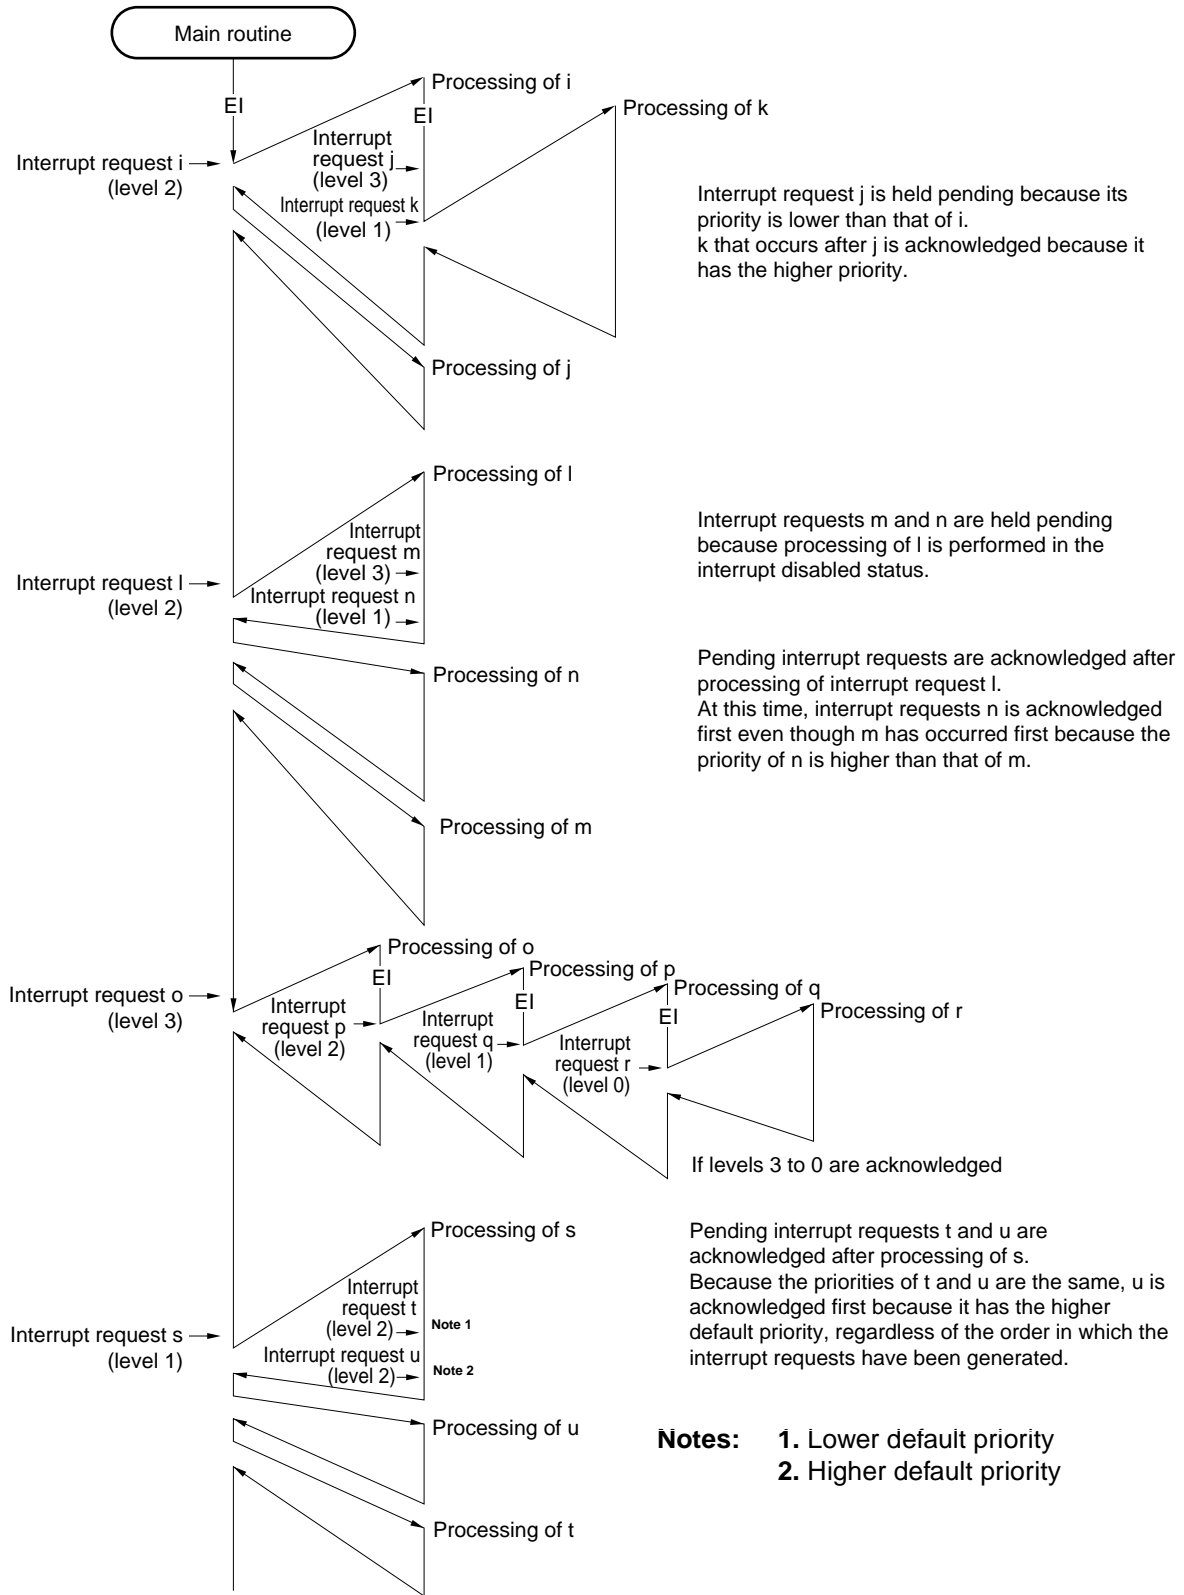 Main routine
EI
Processing of i
EI
Processing of k
Interrupt request i
(level 2)
Interrupt
request j
(level 3)
Interrupt request k
(level 1)
Interrupt request j is held pending because its
priority is lower than that of i.
k that occurs after j is acknowledged because it
has the higher priority.
Processing of j
Processing of l
Interrupt request l
(level 2)
Interrupt
request m
(level 3)
Interrupt request n
(level 1)
Interrupt requests m and n are held pending
because processing of l is performed in the
interrupt disabled status.
Processing of n
Pending interrupt requests are acknowledged after
processing of interrupt request l.
At this time, interrupt requests n is acknowledged
first even though m has occurred first because the
priority of n is higher than that of m.
Processing of m
Interrupt request o
(level 3)
Processing of o
EI
Interrupt
request p
(level 2)
Processing of p
EI
Interrupt
request q
(level 1)
Processing of q
EI
Interrupt
request r
(level 0)
Processing of r
If levels 3 to 0 are acknowledged
Processing of s
Interrupt request s
(level 1)
Interrupt
request t
(level 2)
Note 1
Interrupt request u
(level 2)
Note 2
Pending interrupt requests t and u are
acknowledged after processing of s.
Because the priorities of t and u are the same, u is
acknowledged first because it has the higher
default priority, regardless of the order in which the
interrupt requests have been generated.
Processing of u
Notes: 1. Lower default priority
2. Higher default priority
Processing of t